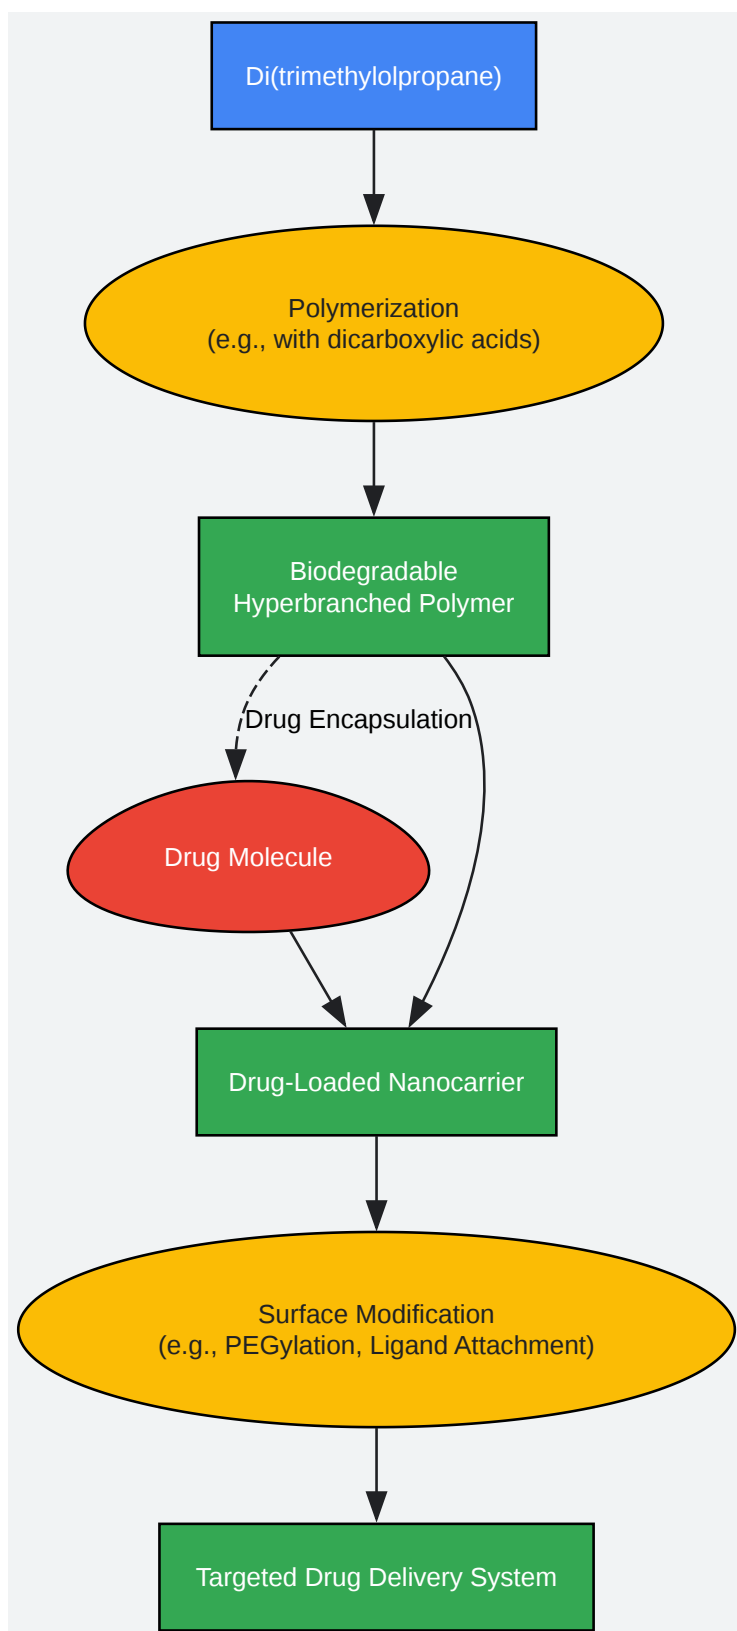 Di(trimethylolpropane)
Polymerization
(e.g., with dicarboxylic acids)
Biodegradable
Hyperbranched Polymer
Drug Encapsulation
Drug Molecule
Drug-Loaded Nanocarrier
Surface Modification
(e.g., PEGylation, Ligand Attachment)
Targeted Drug Delivery System